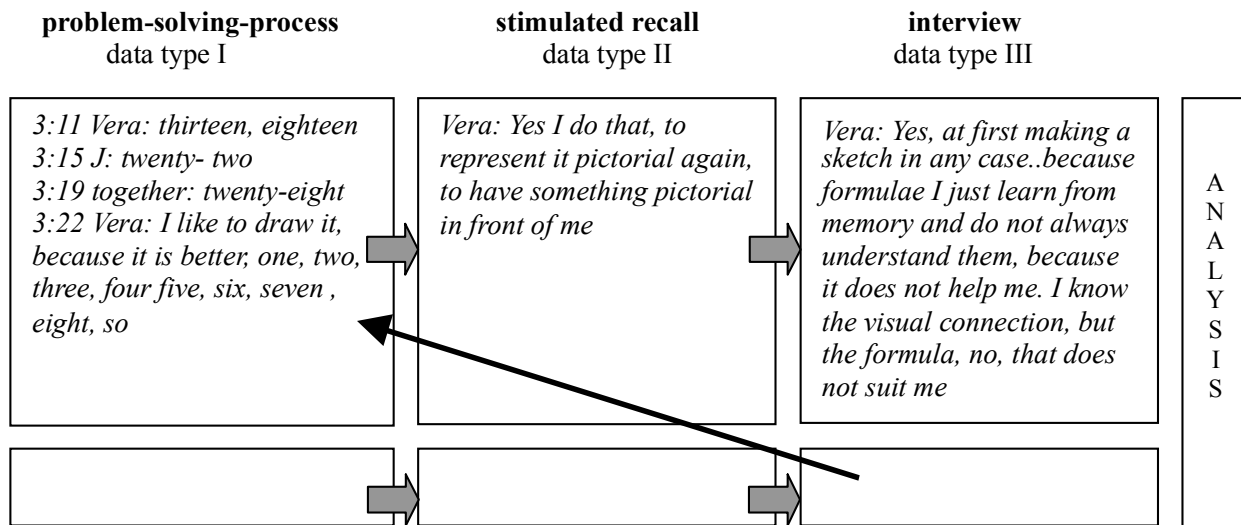 problem-solving-process
data type I
stimulated recall
data type II
interview
data type III
3:11 Vera: thirteen, eighteen
3:15 J: twenty- two
3:19 together: twenty-eight
3:22 Vera: I like to draw it,
because it is better, one, two,
three, four five, six, seven ,
eight, so
Vera: Yes I do that, to
represent it pictorial again,
to have something pictorial
in front of me
Vera: Yes, at first making a
sketch in any case..because
formulae I just learn from
memory and do not always
understand them, because
it does not help me. I know
the visual connection, but
the formula, no, that does
not suit me
A
N
A
L
Y
S
I
S